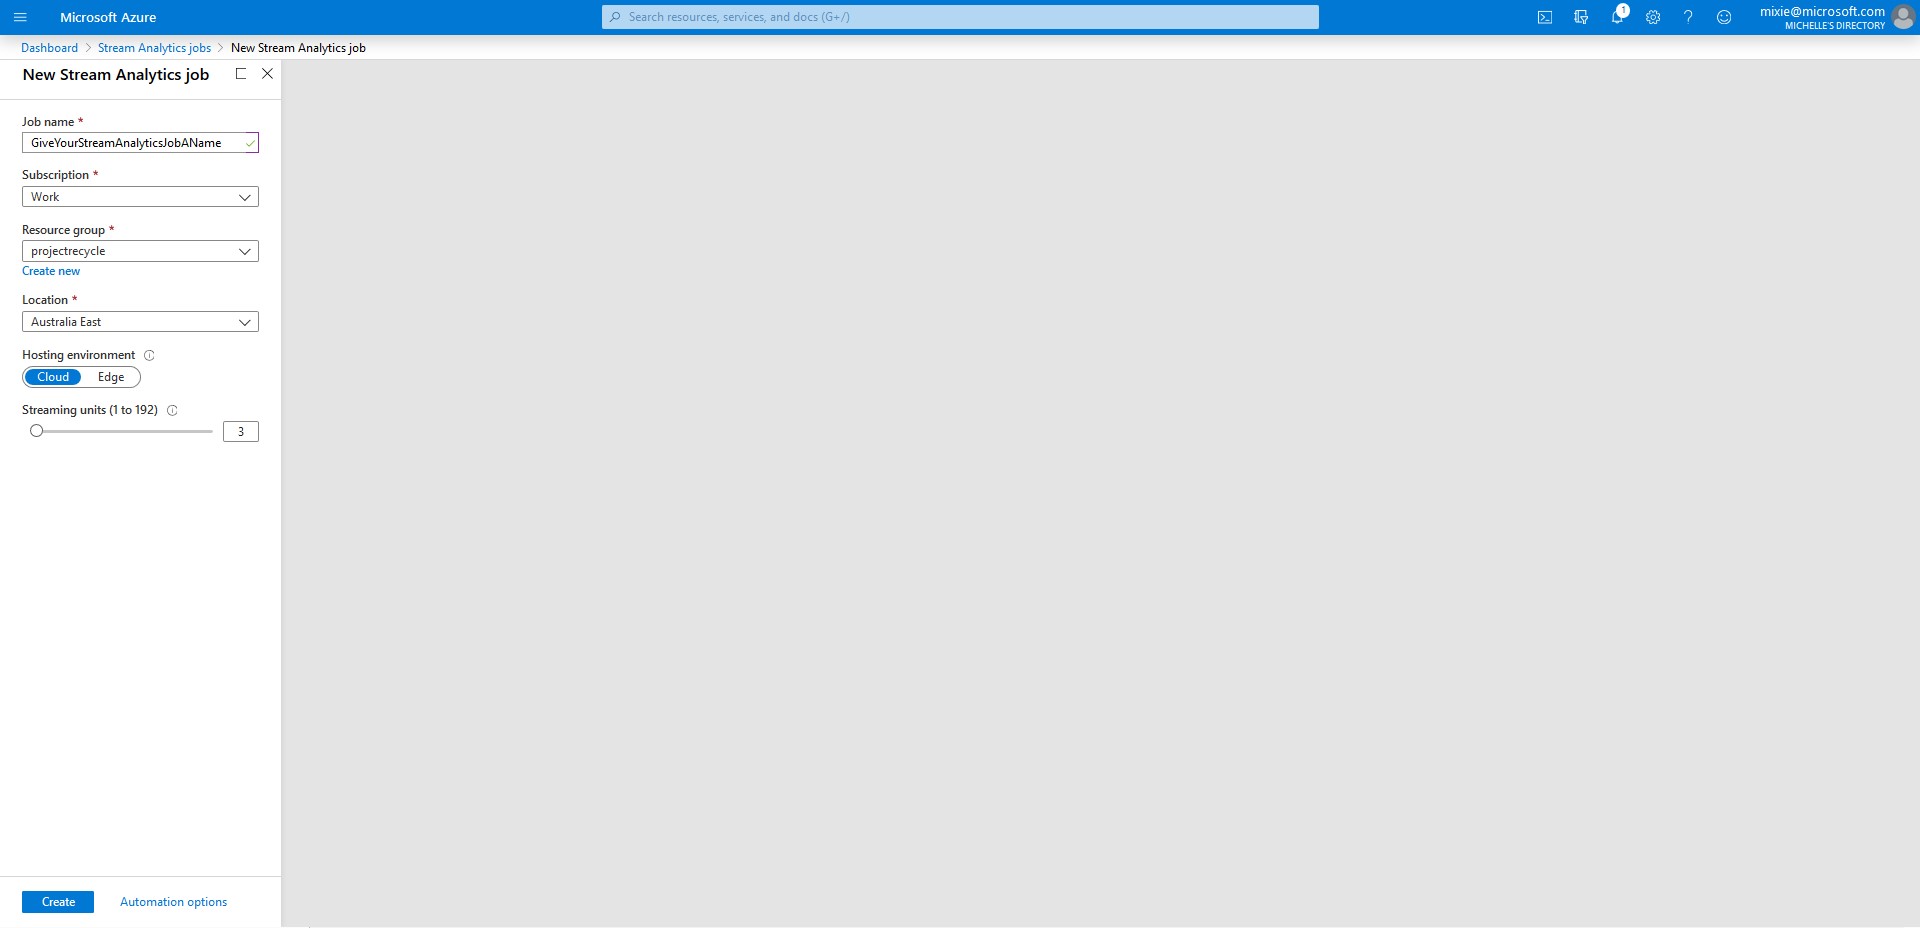 Microsoft Azure
Search resources, services, and docs (G+/)
1
mixie@microsoft.com
MICHELLE'S DIRECTORY
Dashboard > Stream Analytics jobs > New Stream Analytics job
New Stream Analytics job
Job name *
GiveYourStreamAnalyticsJobAName
Subscription *
Work
Resource group *
projectrecycle
Create new
Location *
Australia East
Hosting environment
Cloud Edge
Streaming units (1 to 192)
3
Create Automation options